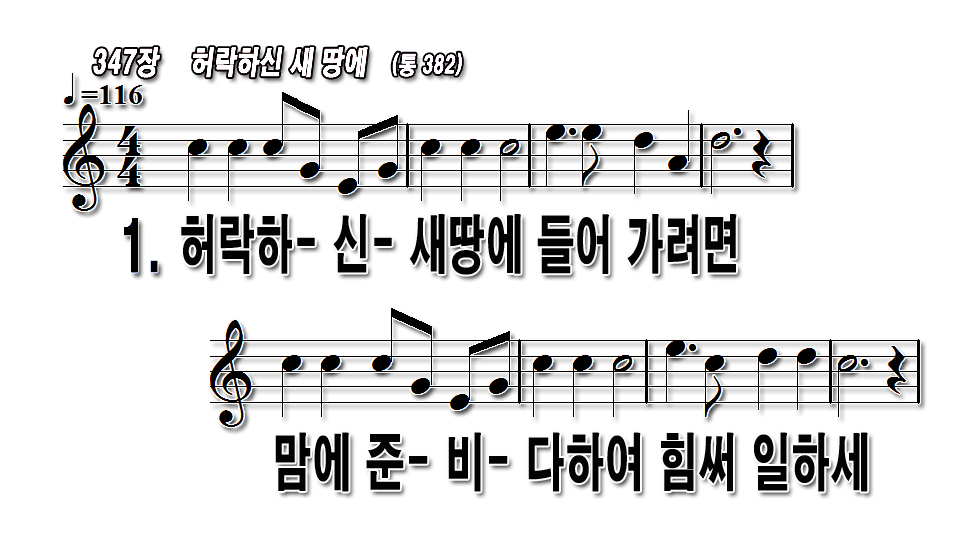 347장 허락하신 새 땅에 (통 382)
♩=116
4/4
1. 허락하- 신- 새땅에 들어 가려면
맘에 준- 비- 다하여 힘써 일하세